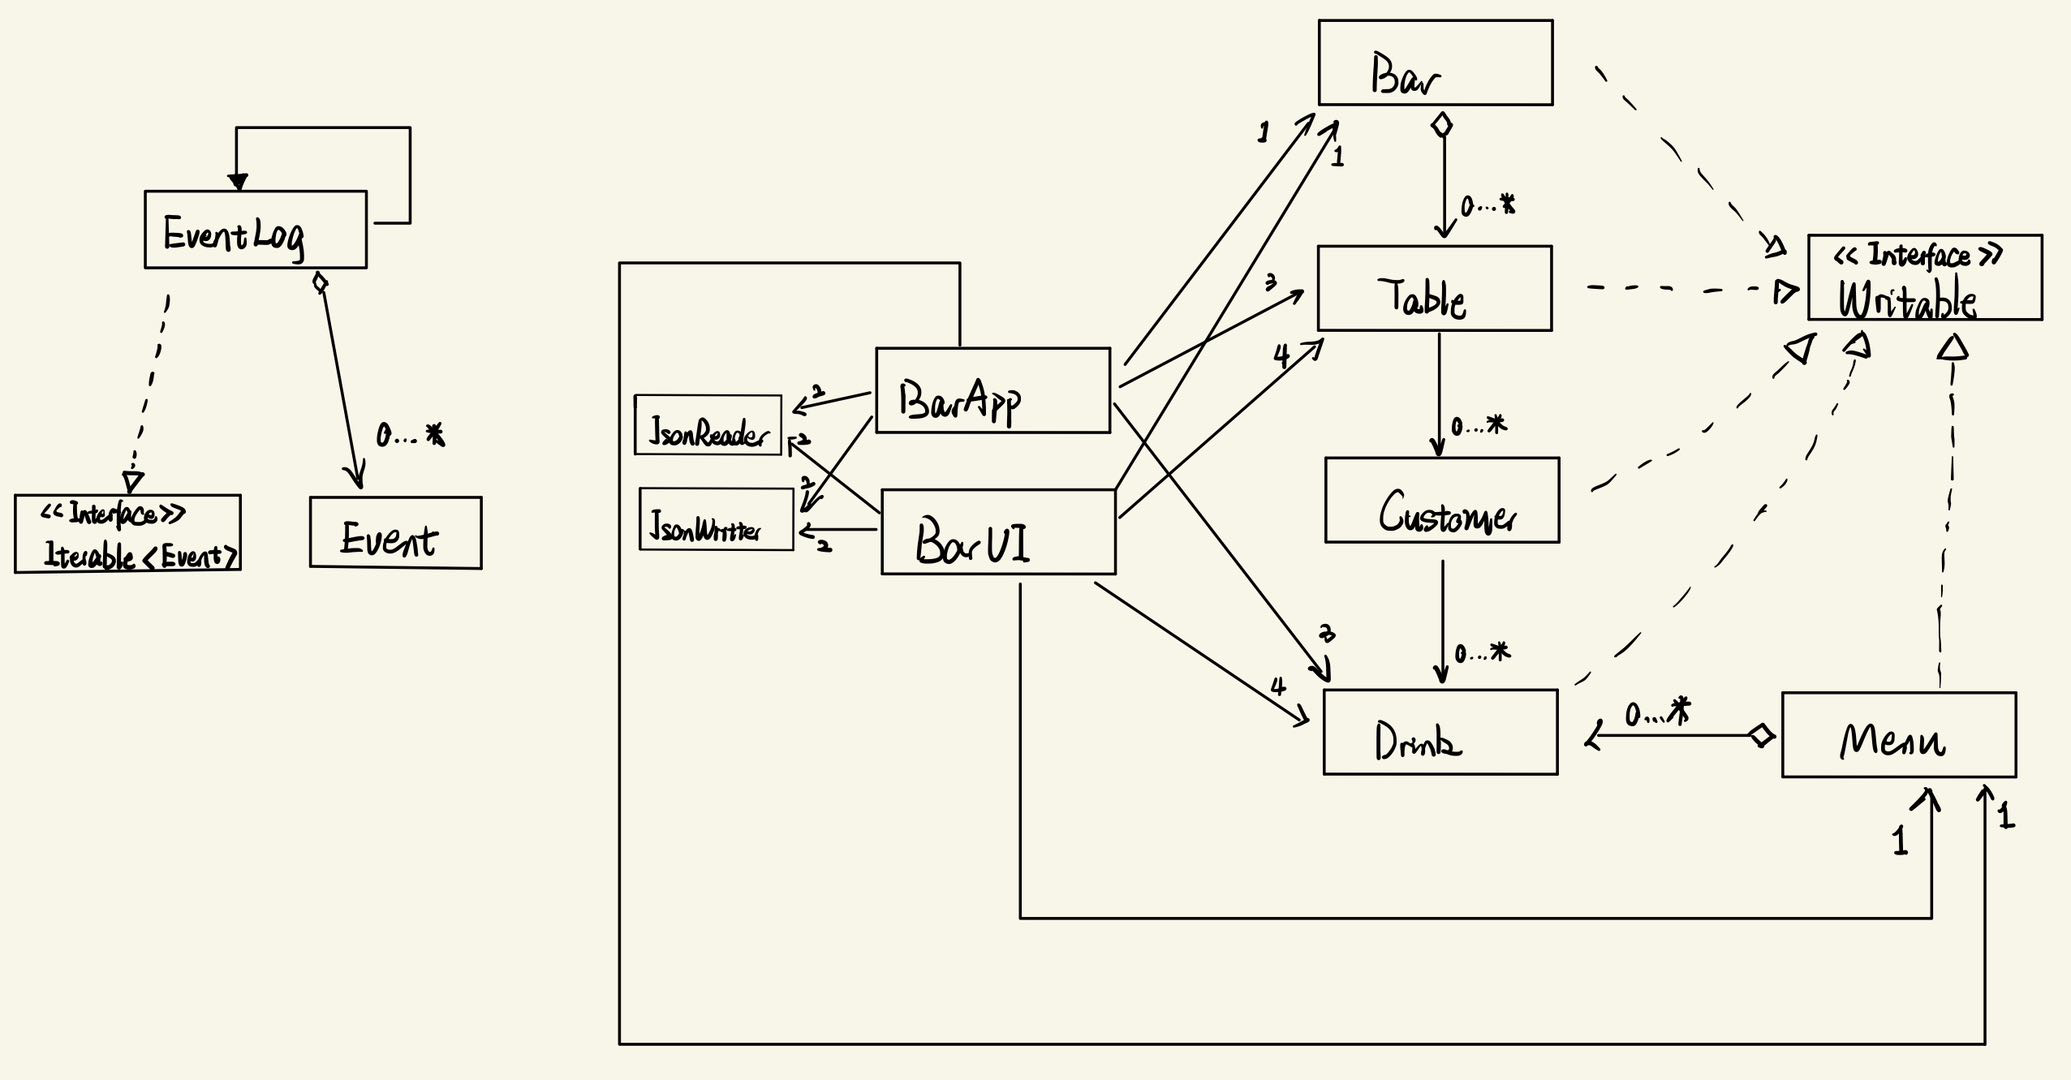 Bar
1
1
0...*
EventLog
<< Interface >>
Writable
3
Table
4
0...*
BarApp
2
JsonReader
2
0...*
<< Interface >>
Iterable <Event>
Event
2
JsonWritter
2
BarUI
Customer
3
0...*
4
Drink
0...*
Menu
1
1